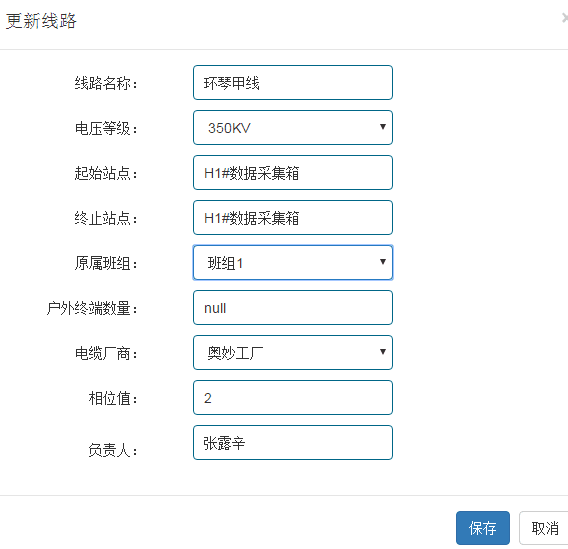 更新线路
线路名称： 环琴甲线
电压等级： 350KV
起始站点： H1#数据采集箱
终止站点： H1#数据采集箱
原属班组： 班组1
户外终端数量： null
电缆厂商： 奥妙工厂
相位值： 2
负责人： 张露辛
保存 取消